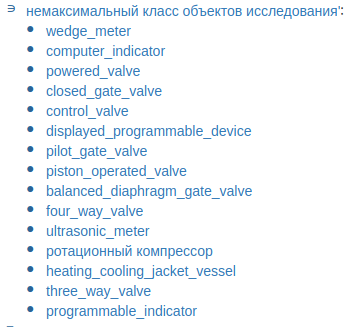 немаксимальный класс объектов исследования':
wedge_meter
computer_indicator
powered_valve
closed_gate_valve
control_valve
displayed_programmable_device
pilot_gate_valve
piston_operated_valve
balanced_diaphragm_gate_valve
four_way_valve
ultrasonic_meter
ротационный компрессор
heating_cooling_jacket_vessel
three_way_valve
programmable_indicator